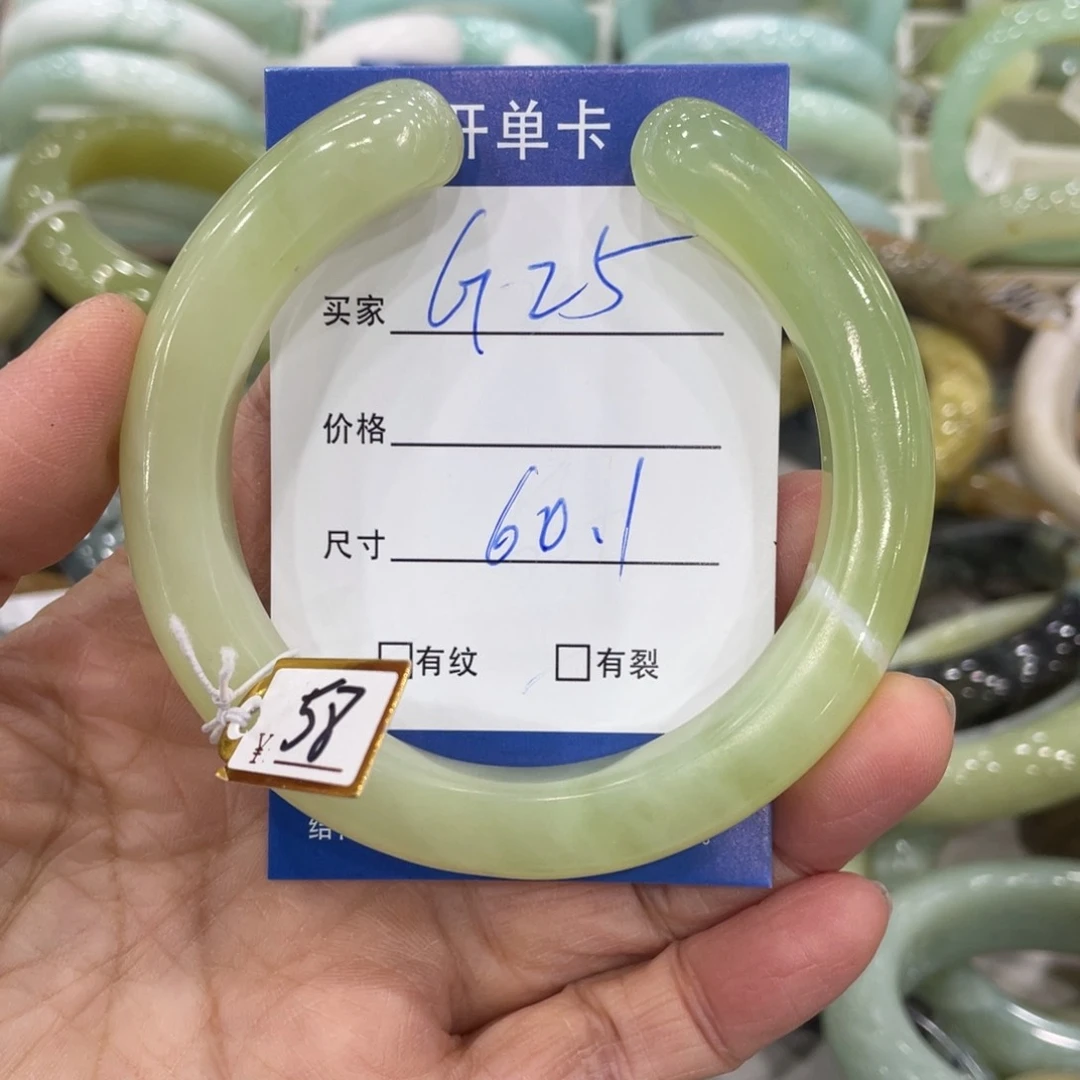 开单卡
买家 G25
价格
尺寸 60.1
有纹 有裂
¥: 58